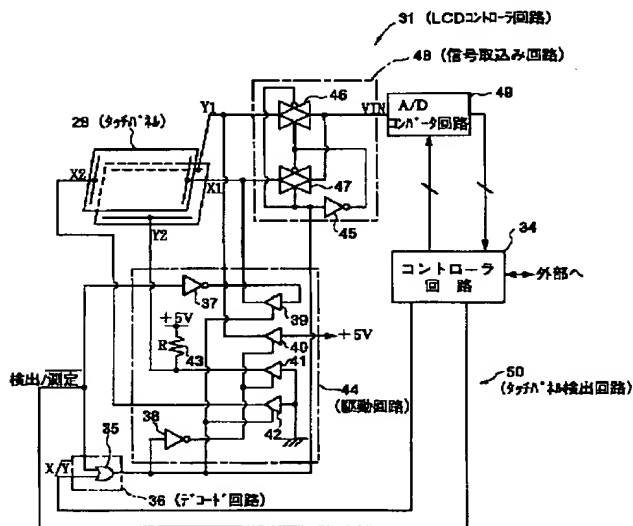 31 (LCDコントローラ回路)
48 (信号取込み回路)
46
Y1
VIN
A/D
コンバータ回路
49
28 (タッチパネル)
X2
X1
47
45
Y2
34
コントローラ
回路
外部へ
37
39
+5V
R
43
40
+5V
41
検出/測定
44
(駆動回路)
50
(タッチパネル検出回路)
42
38
35
X/Y
36 (デコード回路)